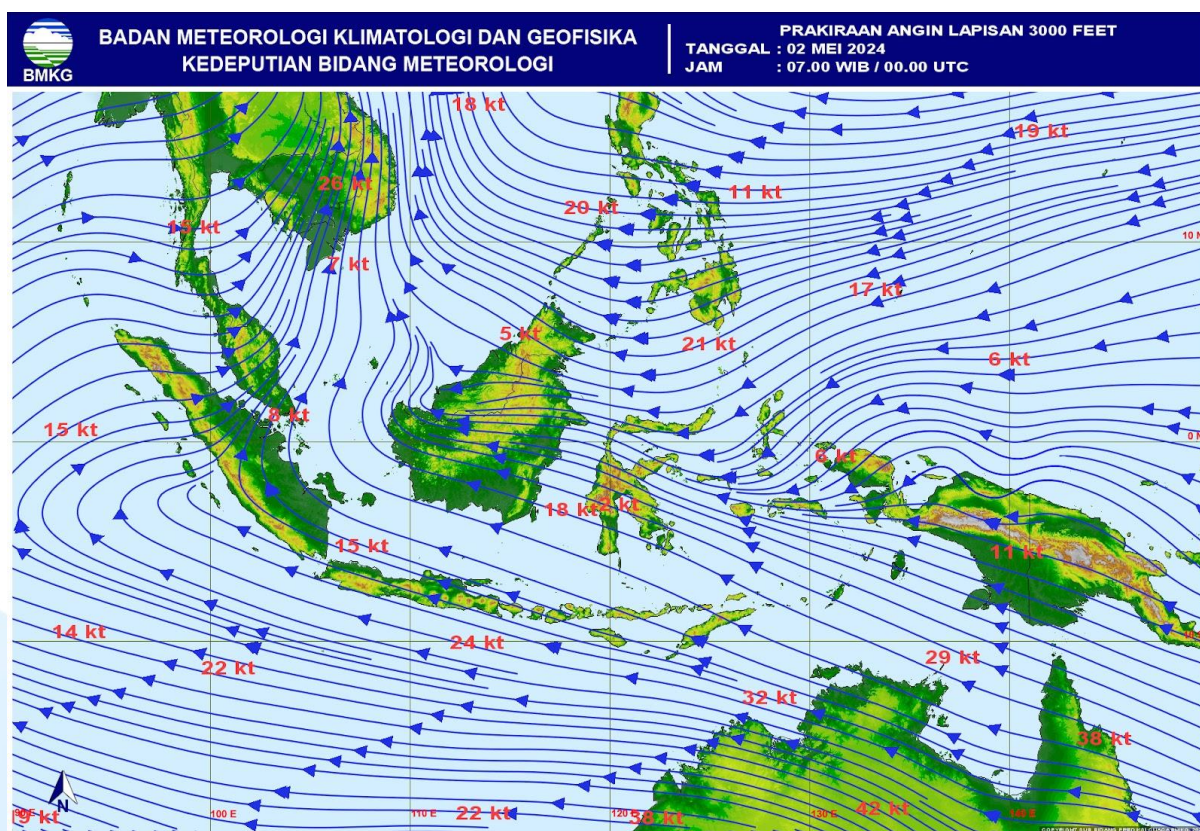 BMKG
BADAN METEOROLOGI KLIMATOLOGI DAN GEOFISIKA
KEDEPUTIAN BIDANG METEOROLOGI
PRAKIRAAN ANGIN LAPISAN 3000 FEET
TANGGAL : 02 MEI 2024
JAM : 07.00 WIB / 00.00 UTC
18 kt
19 kt
26 kt
11 kt
20 kt
15 kt
10 N
7 kt
17 kt
5 kt
21 kt
6 kt
8 kt
15 kt
0 N
6 kt
18 kt
2 kt
15 kt
11 kt
14 kt
24 kt
22 kt
29 kt
32 kt
38 kt
N
100 E
110 E
22 kt
120 E
38 kt
130 E
42 kt
140 E